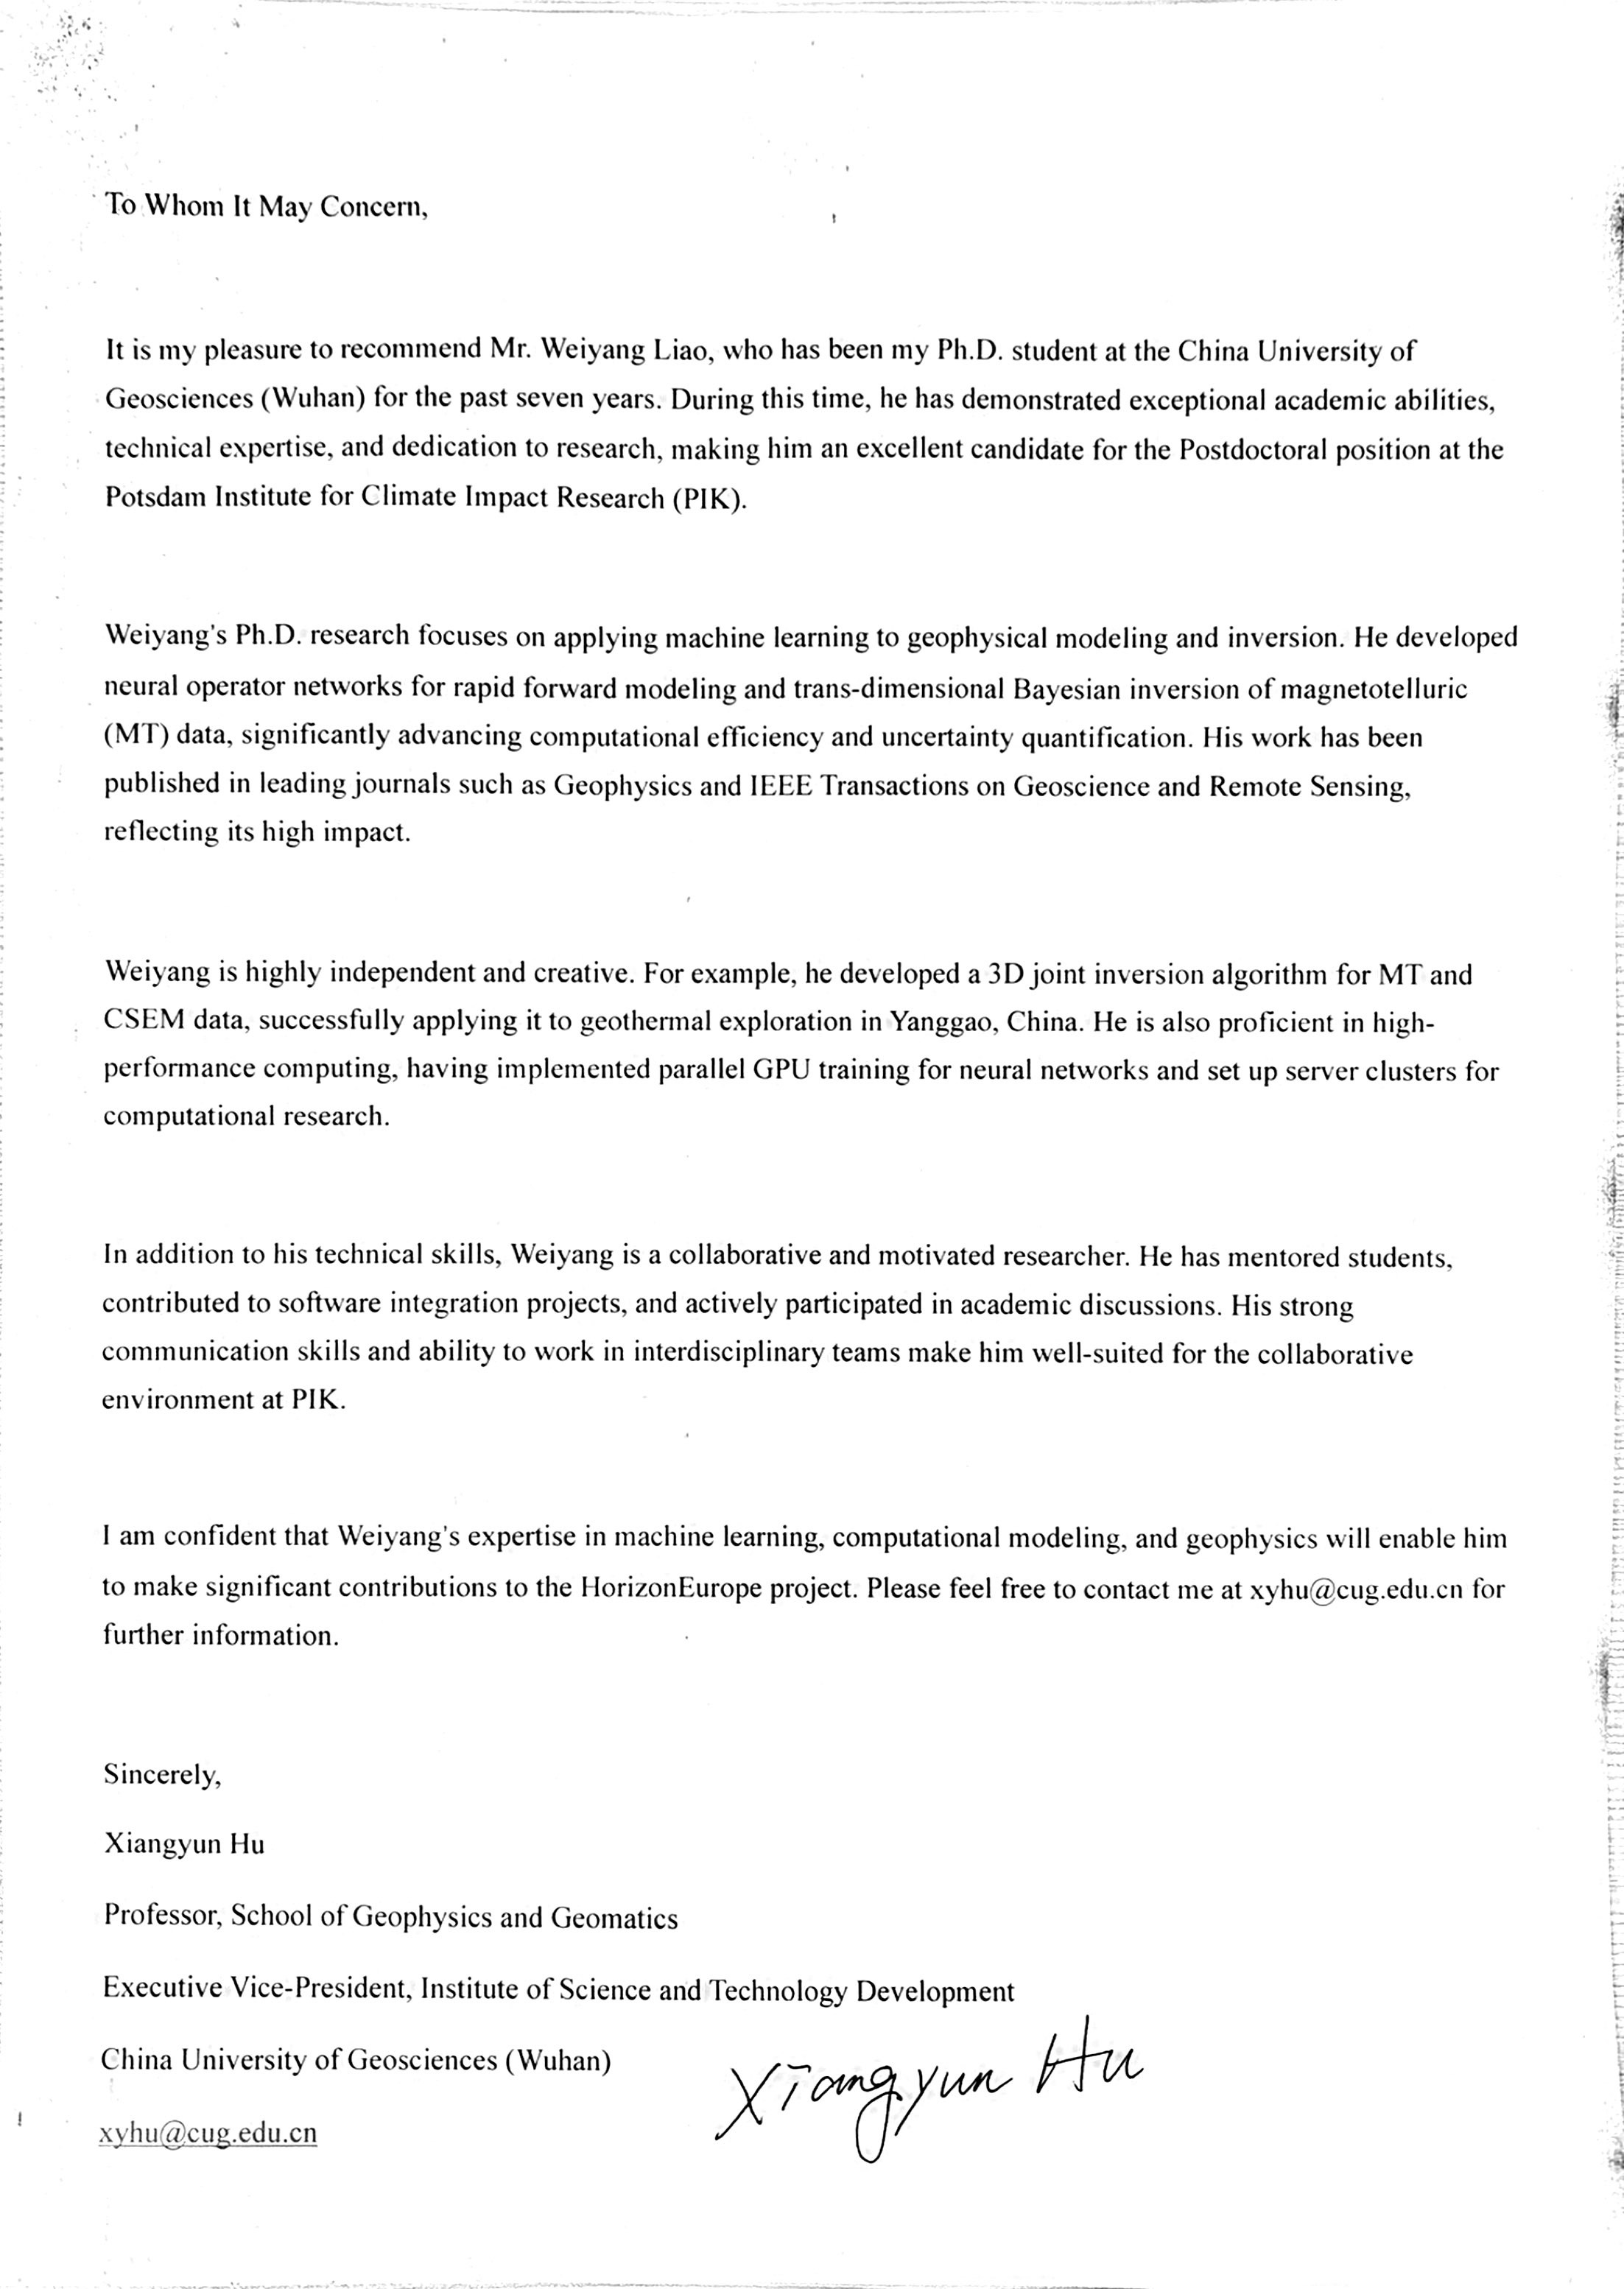 To Whom It May Concern,
It is my pleasure to recommend Mr. Weiyang Liao, who has been my Ph.D. student at the China University of
Geosciences (Wuhan) for the past seven years. During this time, he has demonstrated exceptional academic abilities,
technical expertise, and dedication to research, making him an excellent candidate for the Postdoctoral position at the
Potsdam Institute for Climate Impact Research (PIK).
Weiyang's Ph.D. research focuses on applying machine learning to geophysical modeling and inversion. He developed
neural operator networks for rapid forward modeling and trans-dimensional Bayesian inversion of magnetotelluric
(MT) data, significantly advancing computational efficiency and uncertainty quantification. His work has been
published in leading journals such as Geophysics and IEEE Transactions on Geoscience and Remote Sensing,
reflecting its high impact.
Weiyang is highly independent and creative. For example, he developed a 3D joint inversion algorithm for MT and
CSEM data, successfully applying it to geothermal exploration in Yanggao, China. He is also proficient in high-
performance computing, having implemented parallel GPU training for neural networks and set up server clusters for
computational research.
In addition to his technical skills, Weiyang is a collaborative and motivated researcher. He has mentored students,
contributed to software integration projects, and actively participated in academic discussions. His strong
communication skills and ability to work in interdisciplinary teams make him well-suited for the collaborative
environment at PIK.
I am confident that Weiyang's expertise in machine learning, computational modeling, and geophysics will enable him
to make significant contributions to the HorizonEurope project. Please feel free to contact me at xyhu@cug.edu.cn for
further information.
Sincerely,
Xiangyun Hu
Professor, School of Geophysics and Geomatics
Executive Vice-President, Institute of Science and Technology Development
China University of Geosciences (Wuhan)
Xiangyun Hu
xyhu@cug.edu.cn